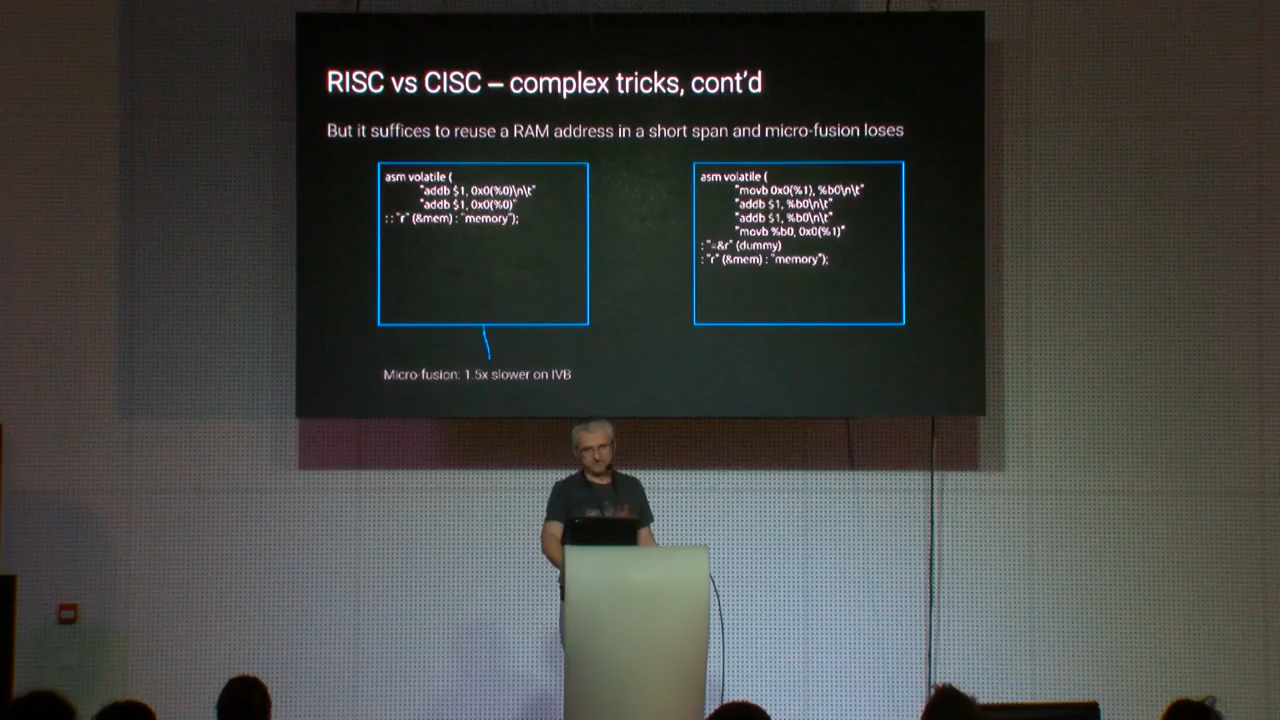 RISC vs CISC – complex tricks, cont'd
But it suffices to reuse a RAM address in a short span and micro-fusion loses
asm volatile (
"addb $1, 0x0(%0)\n\t"
"addb $1, 0x0(%0)"
: : "r" (&mem) : "memory");
asm volatile (
"movb 0x0(%1), %b0\n\t"
"addb $1, %b0\n\t"
"addb $1, %b0\n\t"
"movb %b0, 0x0(%1)"
: "=&r" (dummy)
: "r" (&mem) : "memory");
Micro-fusion: 1.5x slower on IVB